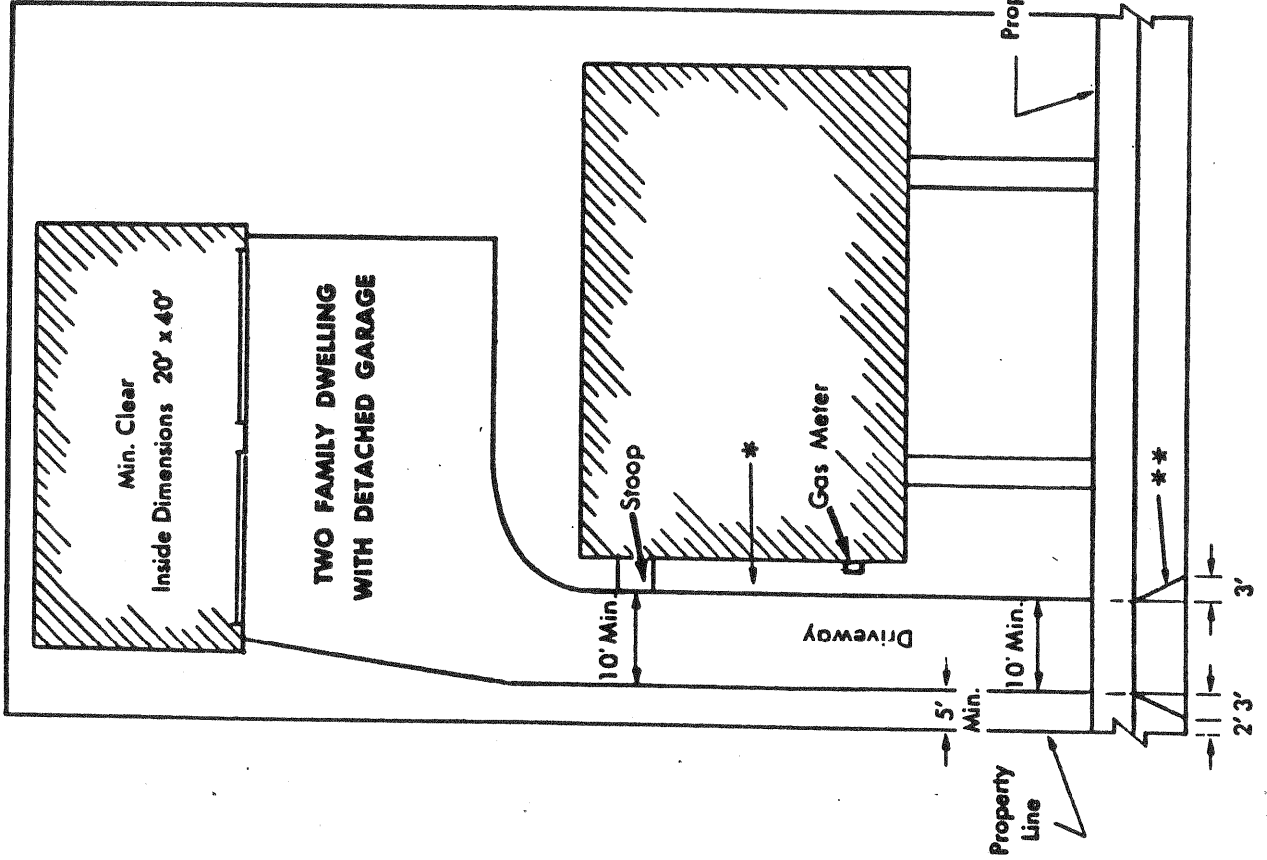 Min. Clear
Inside Dimensions 20' x 40'
TWO FAMILY DWELLING
WITH DETACHED GARAGE
Stoop
*
Gas Meter
10' Min.
Driveway
10' Min.
5'
Min.
Property
Line
Prop
**
2' 3'
3'